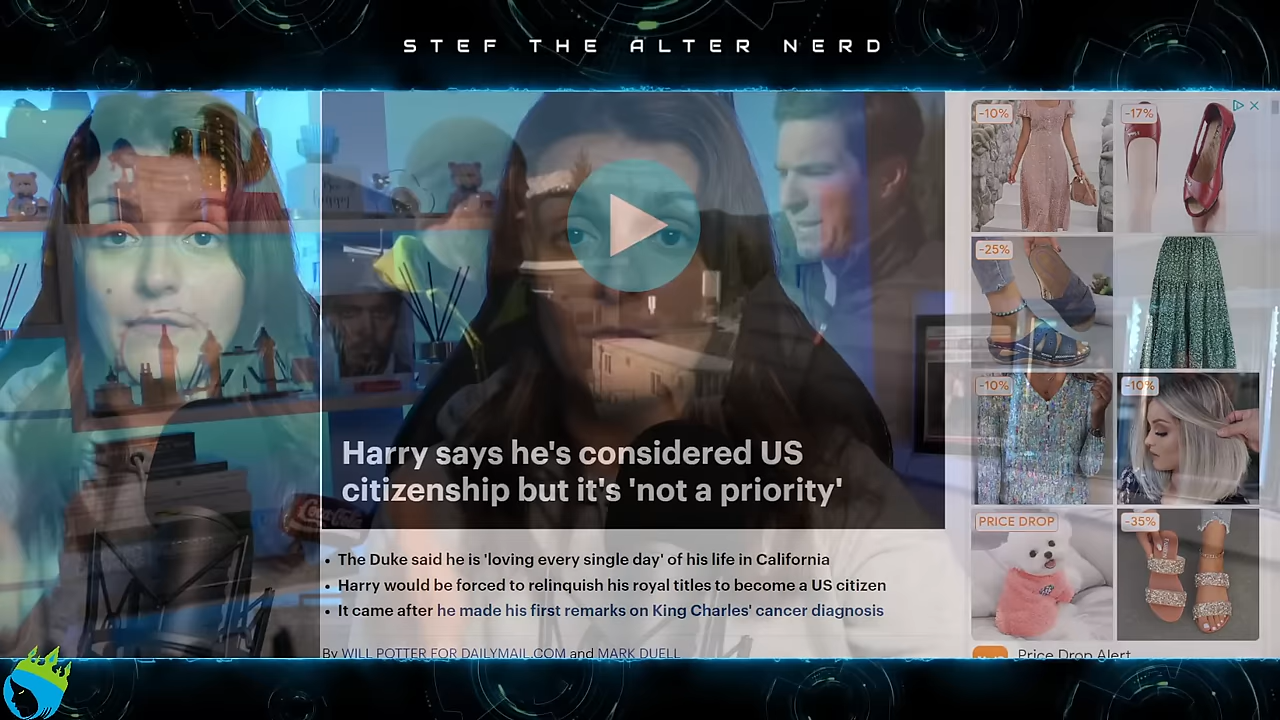 STEF THE ALTER NERD
-10%
-17%
-25%
-10%
-10%
PRICE DROP
-35%
Harry says he's considered US
citizenship but it's 'not a priority'
• The Duke said he is 'loving every single day' of his life in California
• Harry would be forced to relinquish his royal titles to become a US citizen
• It came after he made his first remarks on King Charles' cancer diagnosis
By WILL POTTER FOR DAILYMAIL.COM and MARK DUELL
Price Drop Alert
Coca-Cola